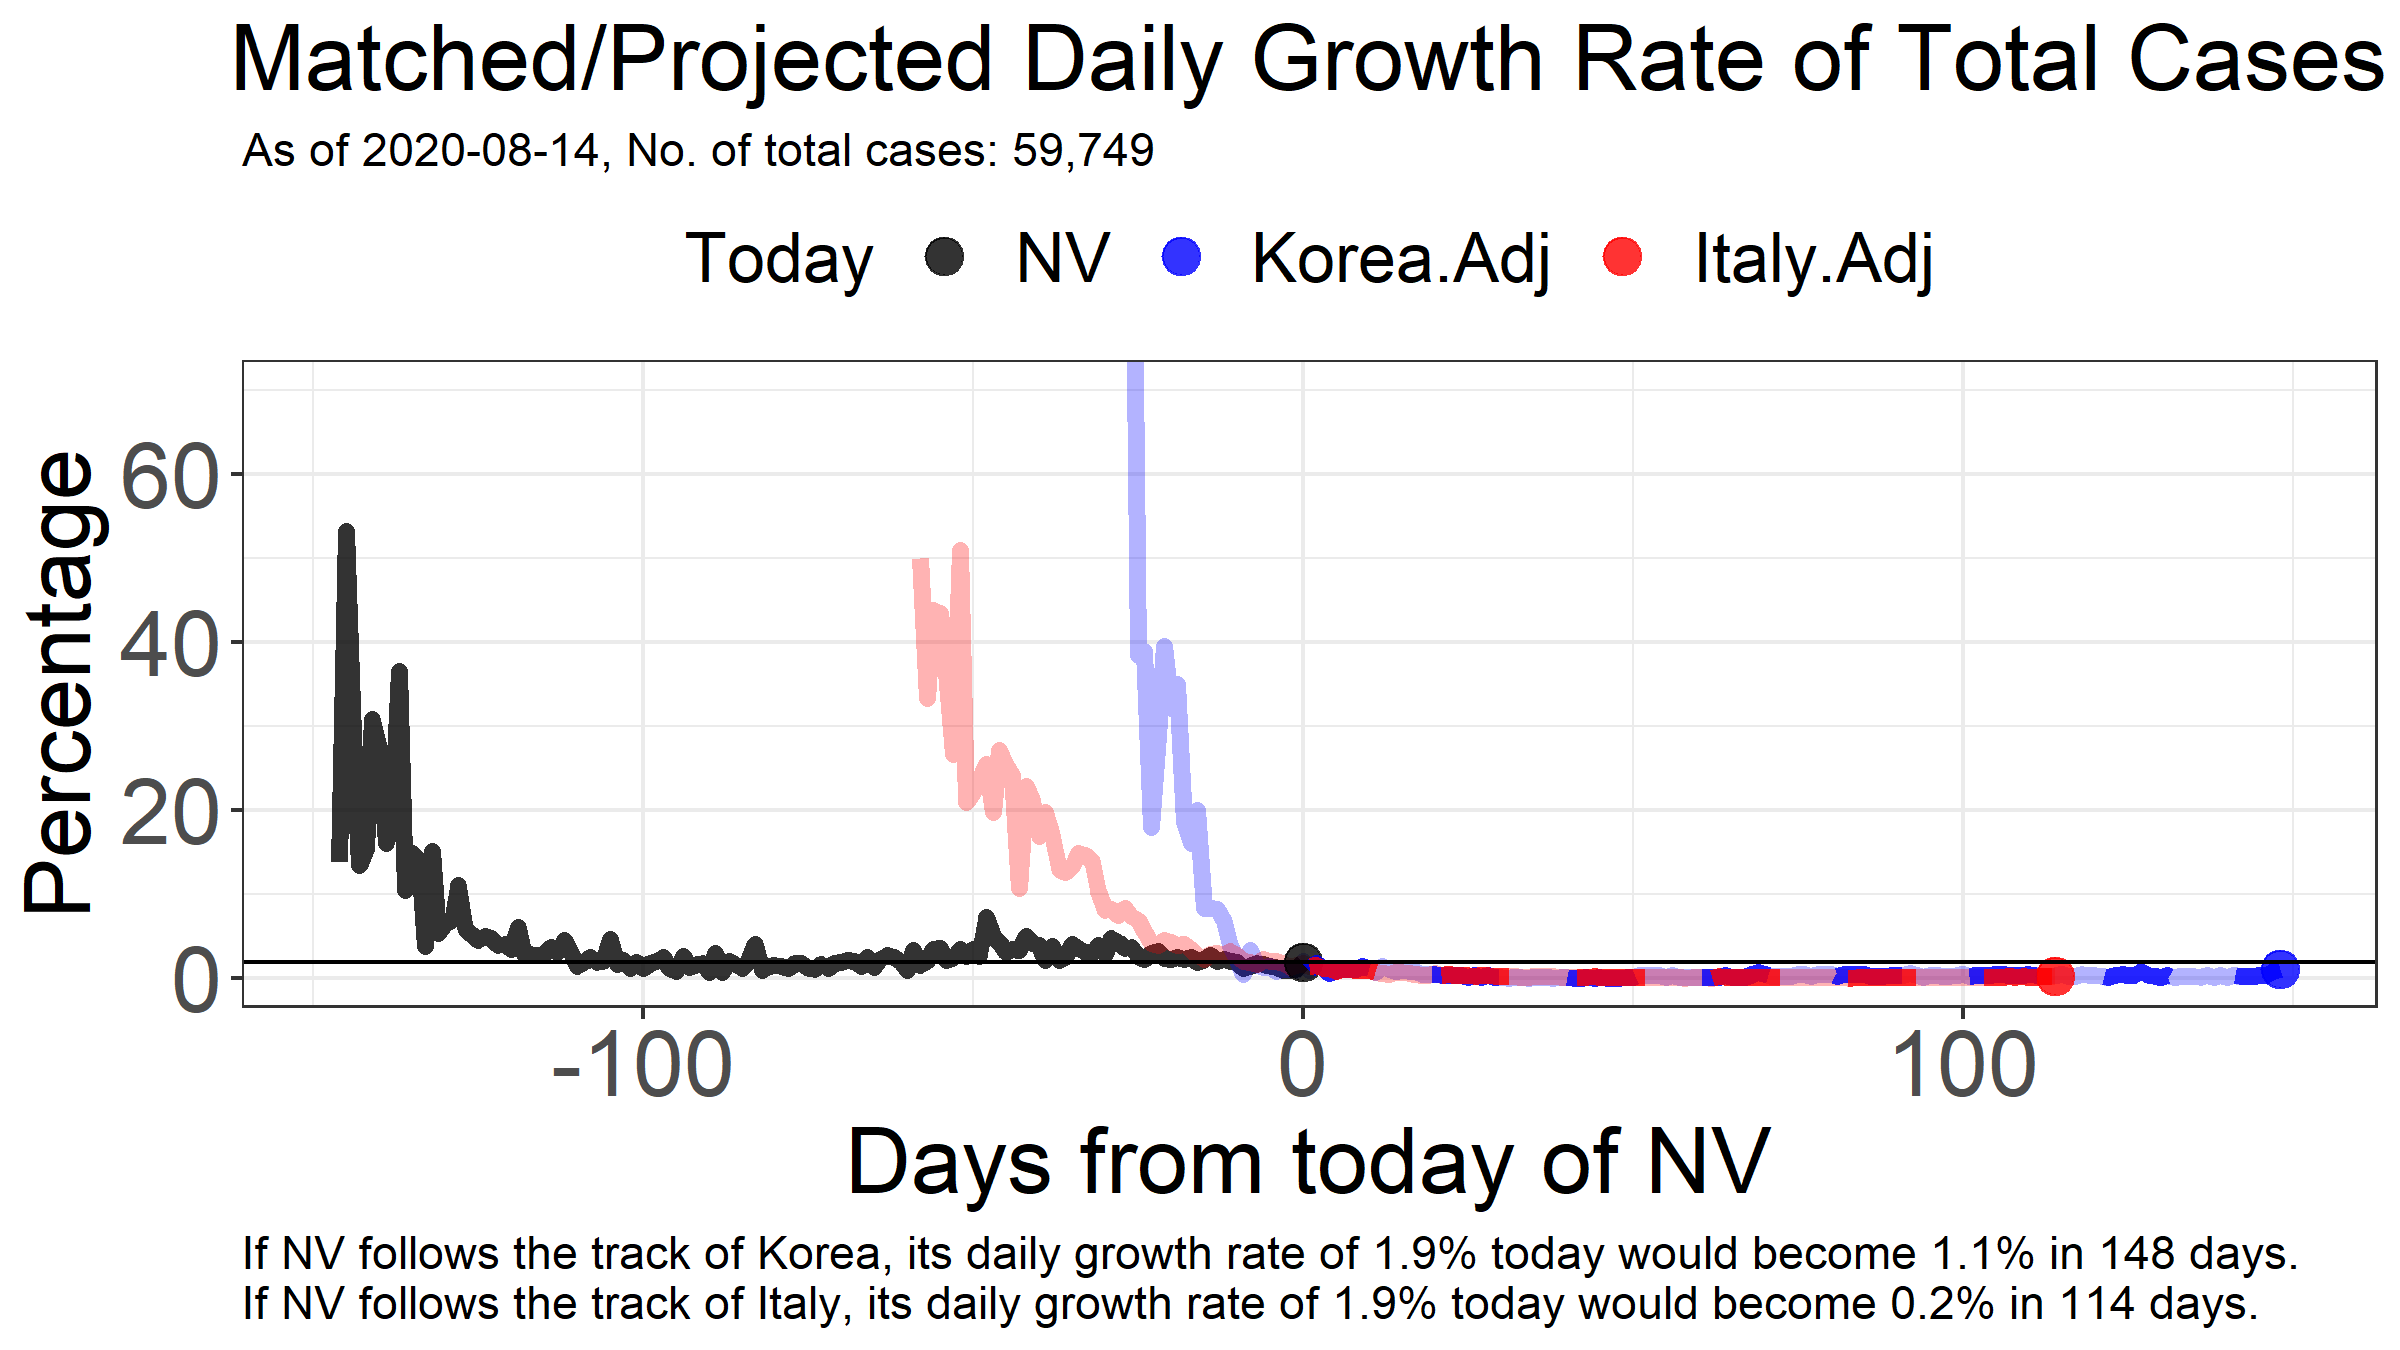 Matched/Projected Daily Growth Rate of Total Cases
As of 2020-08-14, No. of total cases: 59,749
Today NV Korea.Adj Italy.Adj
Percentage
60
40
20
0
-100 0 100
Days from today of NV
If NV follows the track of Korea, its daily growth rate of 1.9% today would become 1.1% in 148 days.
If NV follows the track of Italy, its daily growth rate of 1.9% today would become 0.2% in 114 days.